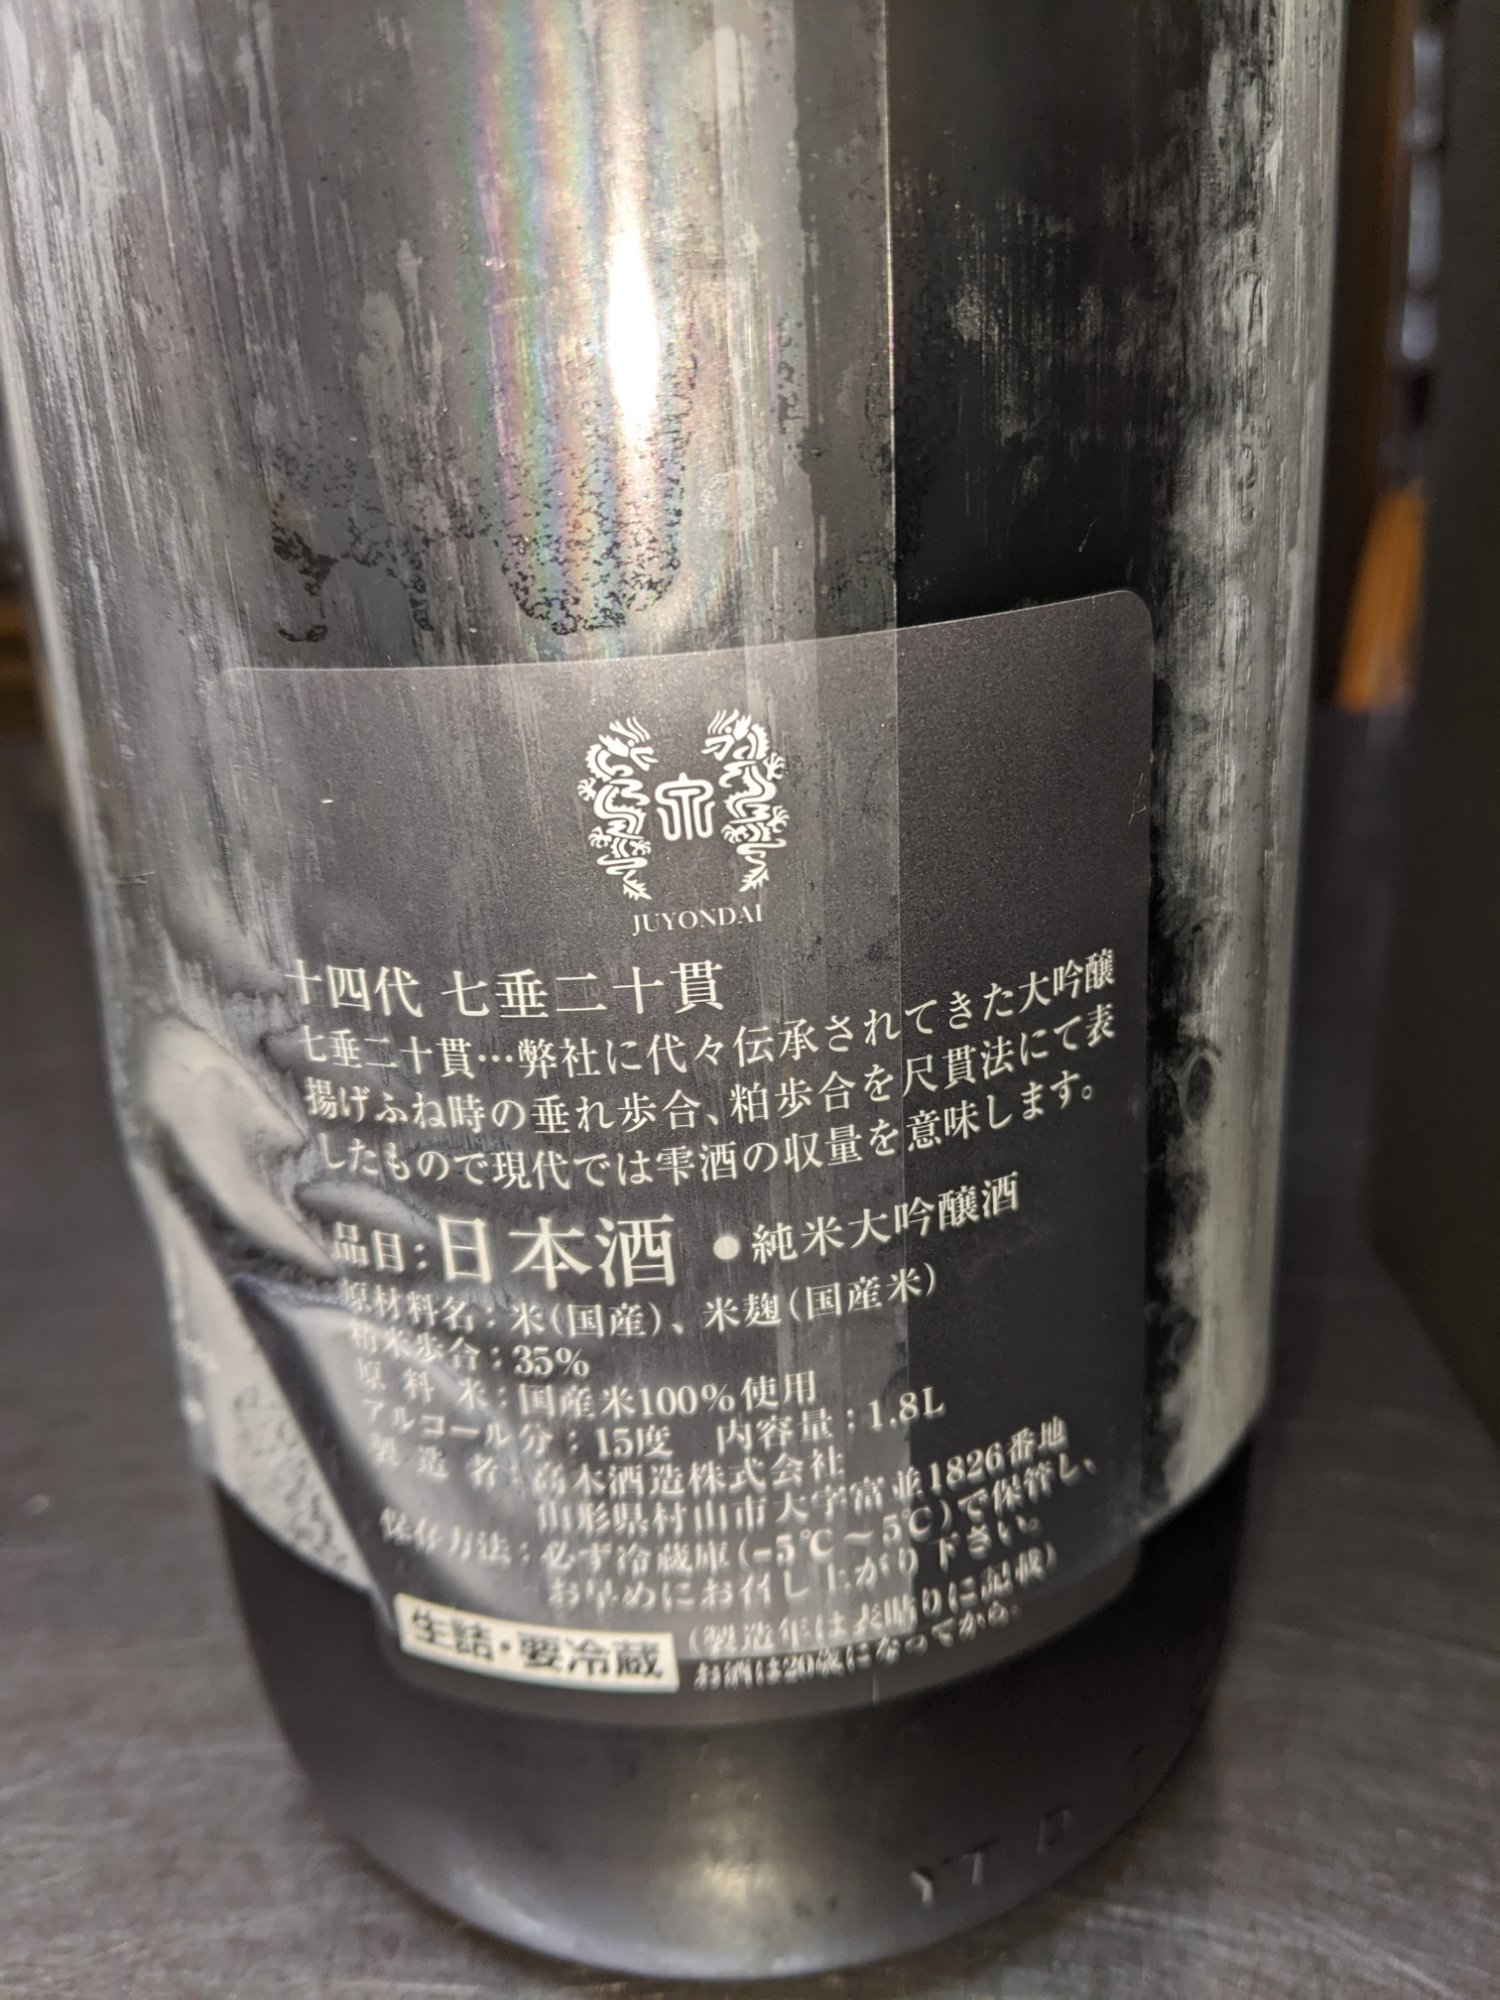 JUYONDAI
十四代 七垂二十貫
七垂二十貫…弊社に代々伝承されてきた大吟醸
揚げふね時の垂れ歩合、粕歩合を尺貫法にて表
したもので現代では雫酒の収量を意味します。
品目:日本酒 ●純米大吟醸酒
原材料名:米(国産)、米麹(国産米)
精米歩合:35%
原料米:国産米100%使用
アルコール分:15度 内容量:1.8L
製造者:高木酒造株式会社
山形県村山市大字富並1826番地
保存方法:必ず冷蔵庫(-5℃~5℃)で保管し、
お早めにお召し上がり下さい。
(製造年は表貼りに記載)
生詰・要冷蔵
お酒は20歳になってから。